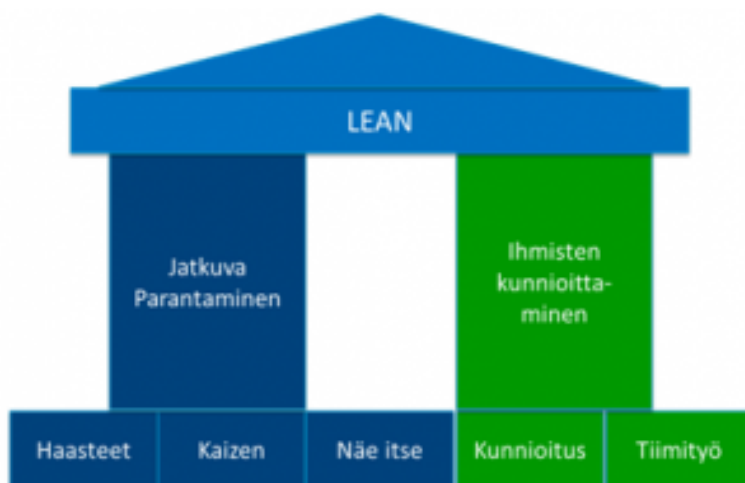 LEAN
Jatkuva
Parantaminen
Ihmisten
kunnioitta-
minen
Haasteet
Kaizen
Näe itse
Kunnioitus
Tiimityö